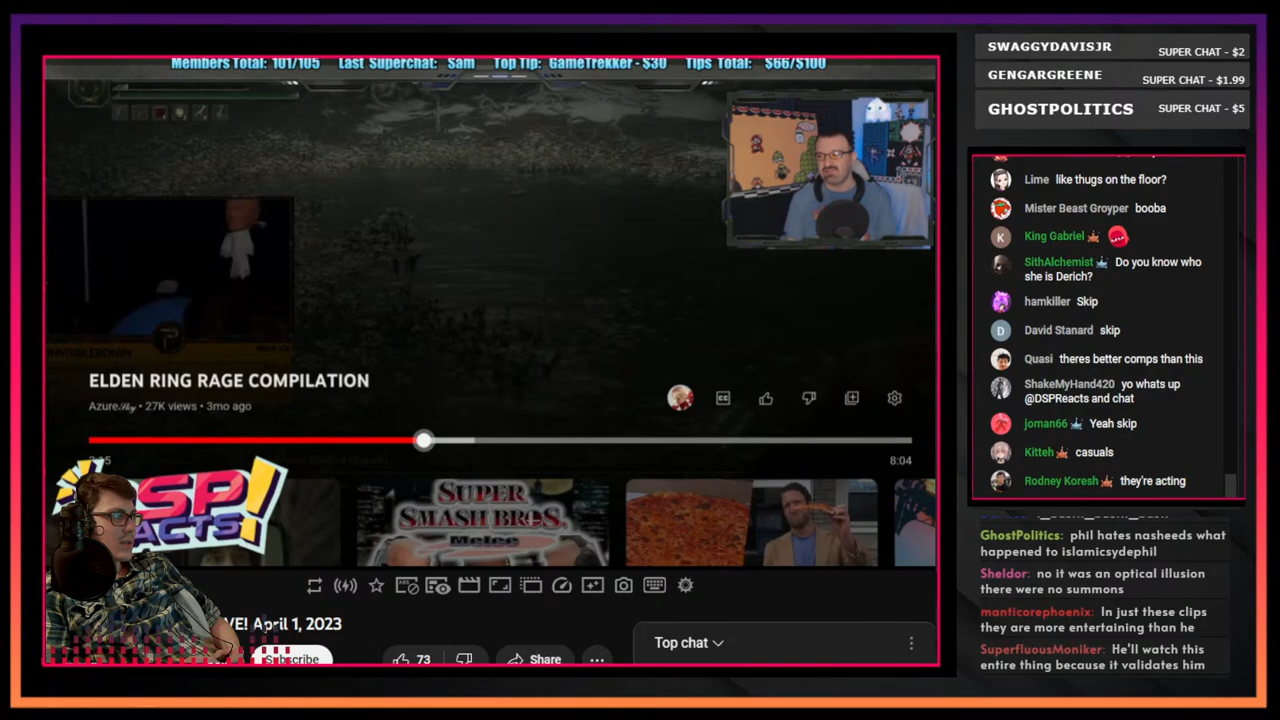 Members Total: 101/105 Last Superchat: Sam Top Tip: GameTrekker - $30 Tips Total: $66/$100
ELDEN RING RAGE COMPILATION
AzureSky • 27K views • 3mo ago
CC
8:04
SP!
ACTS
SUPER
SMASH BROS.
Melee
VE! April 1, 2023
Subscribe
73
Share
Top chat
SWAGGYDAVISJR SUPER CHAT - $2
GENGARGREENE SUPER CHAT - $1.99
GHOSTPOLITICS SUPER CHAT - $5
Lime like thugs on the floor?
Mister Beast Groyper booba
K King Gabriel
SithAlchemist Do you know who
she is Derich?
hamkiller Skip
D David Stanard skip
Quasi theres better comps than this
ShakeMyHand420 yo whats up
@DSPReacts and chat
joman66 Yeah skip
Kitteh casuals
Rodney Koresh they're acting
GhostPolitics: phil hates nasheeds what
happened to islamicsydephil
Sheldor: no it was an optical illusion
there were no summons
manticorephoenix: In just these clips
they are more entertaining than he
SuperfluousMoniker: He'll watch this
entire thing because it validates him